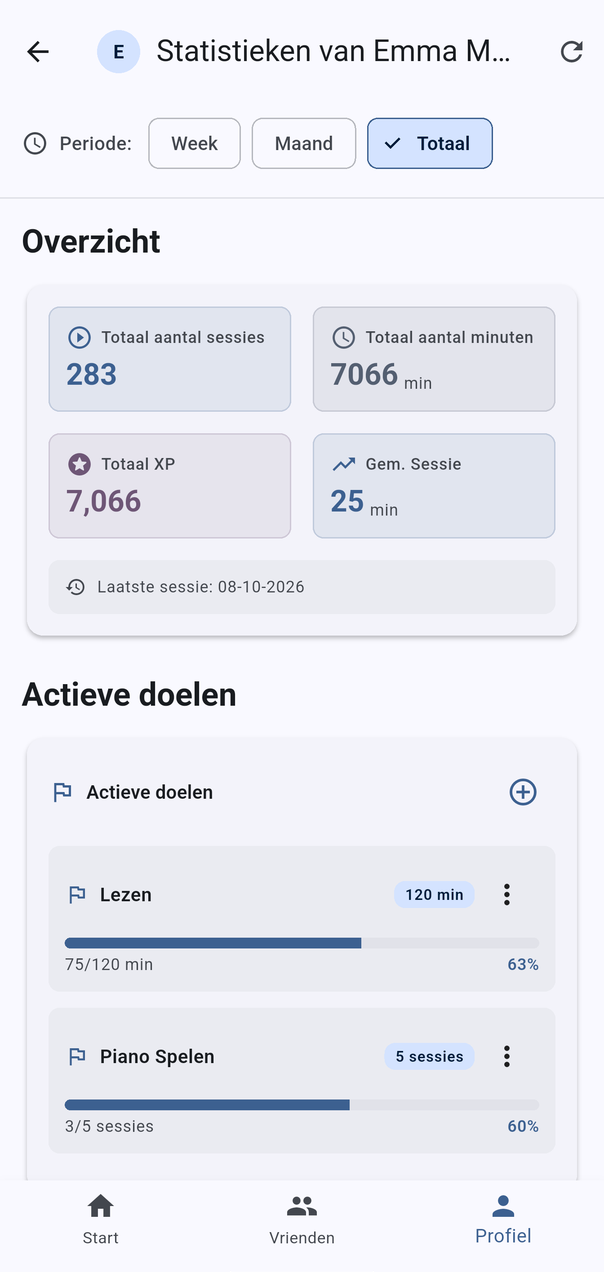 E Statistieken van Emma M...
Periode: Week Maand Totaal
Overzicht
Totaal aantal sessies
283
Totaal aantal minuten
7066 min
Totaal XP
7,066
Gem. Sessie
25 min
Laatste sessie: 08-10-2026
Actieve doelen
Actieve doelen
Lezen 120 min
75/120 min 63%
Piano Spelen 5 sessies
3/5 sessies 60%
Start Vrienden Profiel